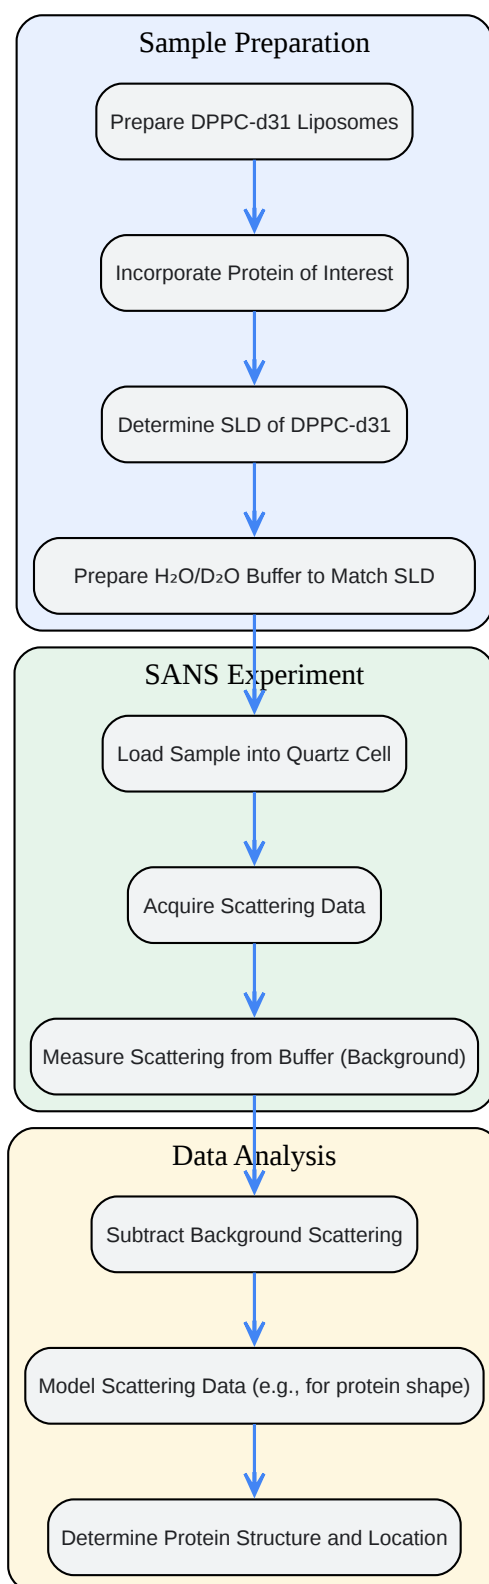 Sample Preparation
Prepare DPPC-d31 Liposomes
Incorporate Protein of Interest
Determine SLD of DPPC-d31
Prepare H₂O/D₂O Buffer to Match SLD
SANS Experiment
Load Sample into Quartz Cell
Acquire Scattering Data
Measure Scattering from Buffer (Background)
Data Analysis
Subtract Background Scattering
Model Scattering Data (e.g., for protein shape)
Determine Protein Structure and Location